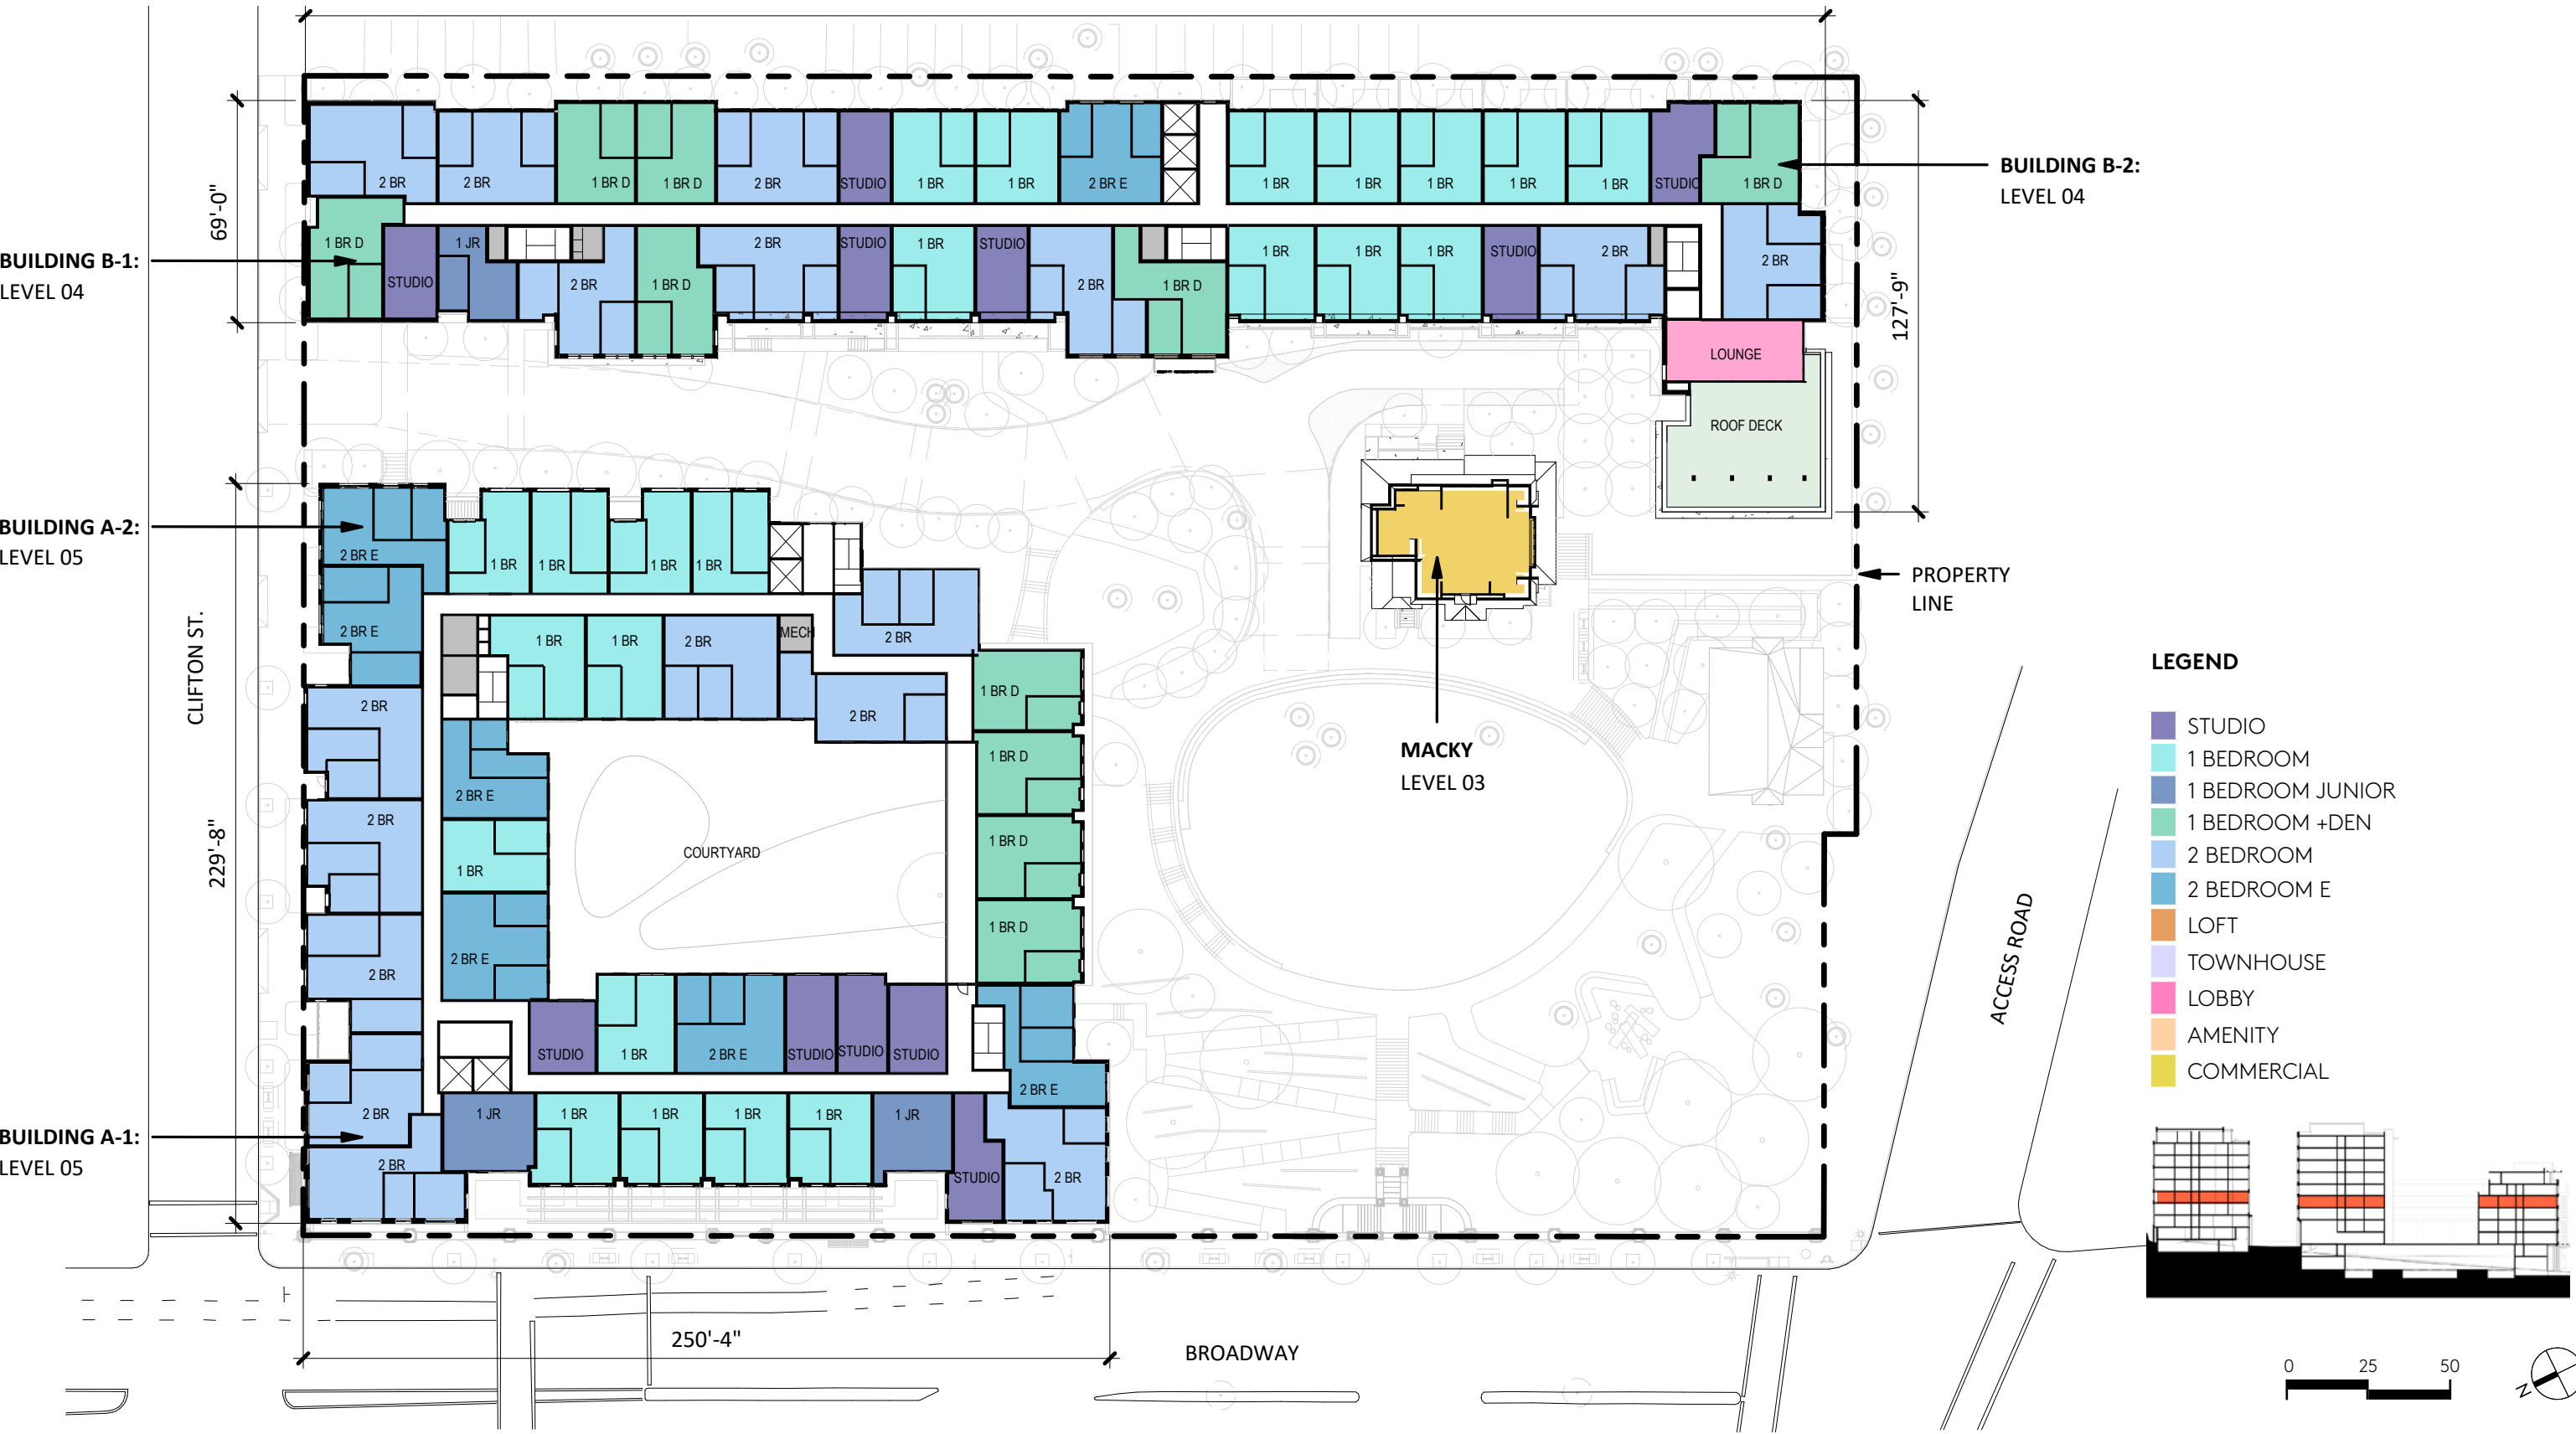 2 BR
2 BR
1 BR D
1 BR D
2 BR
STUDIO
1 BR
1 BR
2 BR E
1 BR
1 BR
1 BR
1 BR
1 BR
STUDIO
1 BR D
BUILDING B-2:
LEVEL 04
69'-0"
BUILDING B-1:
LEVEL 04
1 BR D
STUDIO
1 JR
2 BR
1 BR D
2 BR
STUDIO
1 BR
STUDIO
2 BR
1 BR D
1 BR
1 BR
1 BR
STUDIO
2 BR
2 BR
127'-9"
LOUNGE
ROOF DECK
BUILDING A-2:
LEVEL 05
2 BR E
1 BR
1 BR
1 BR
1 BR
PROPERTY
LINE
CLIFTON ST.
2 BR E
1 BR
1 BR
2 BR
MECH
2 BR
2 BR
2 BR
1 BR D
MACKY
LEVEL 03
229'-8"
2 BR
2 BR E
1 BR D
COURTYARD
1 BR
1 BR D
2 BR
2 BR E
1 BR D
STUDIO
1 BR
2 BR E
STUDIO
STUDIO
STUDIO
2 BR E
BUILDING A-1:
LEVEL 05
2 BR
1 JR
1 BR
1 BR
1 BR
1 BR
1 JR
2 BR
STUDIO
2 BR
ACCESS ROAD
LEGEND
STUDIO
1 BEDROOM
1 BEDROOM JUNIOR
1 BEDROOM +DEN
2 BEDROOM
2 BEDROOM E
LOFT
TOWNHOUSE
LOBBY
AMENITY
COMMERCIAL
250'-4"
BROADWAY
0 25 50
N